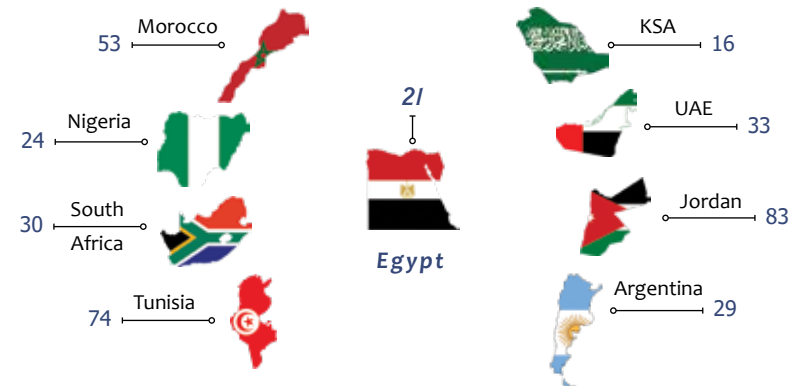 Morocco
53
Nigeria
24
South
30
Africa
Tunisia
74
21
Egypt
KSA
16
UAE
33
Jordan
83
Argentina
29